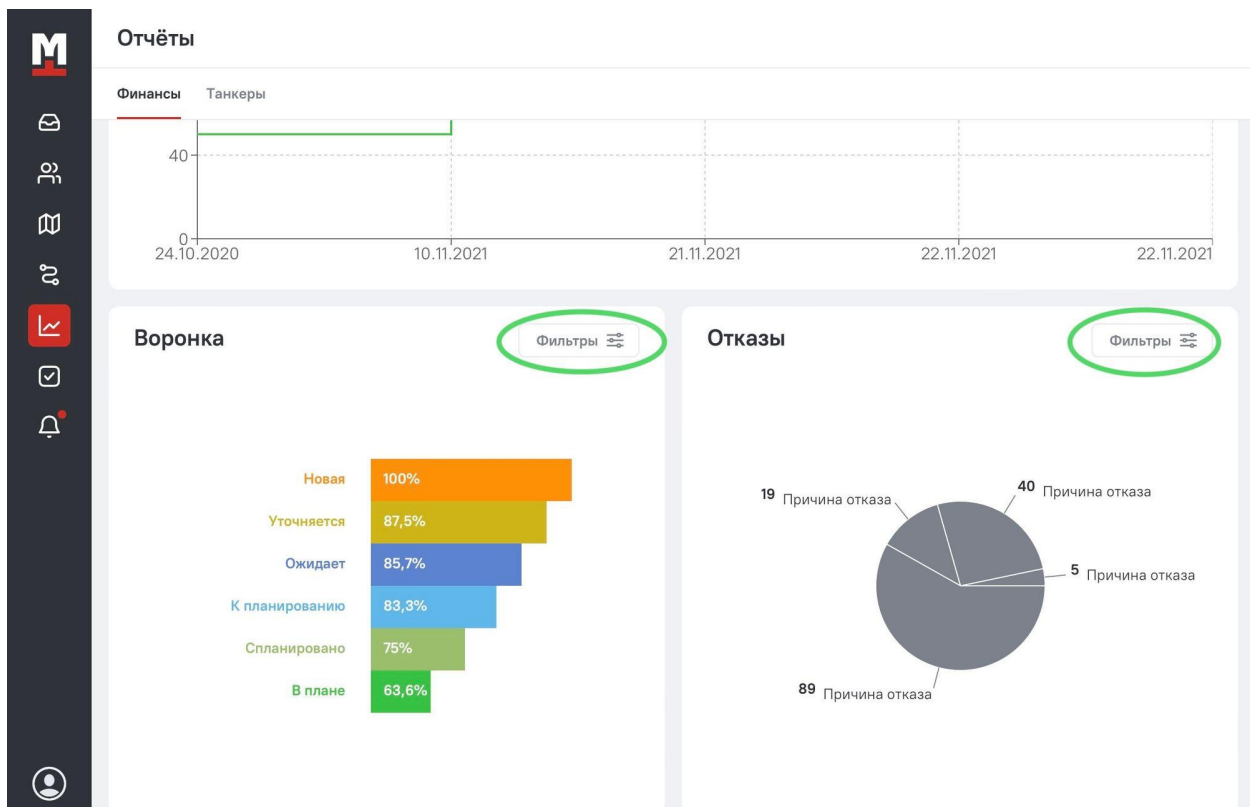 Отчёты
Финансы Танкеры
40
0
24.10.2020 10.11.2021 21.11.2021 22.11.2021 22.11.2021
Воронка
Фильтры
Новая 100%
Уточняется 87,5%
Ожидает 85,7%
К планированию 83,3%
Спланировано 75%
В плане 63,6%
Отказы
Фильтры
19 Причина отказа
40 Причина отказа
5 Причина отказа
89 Причина отказа